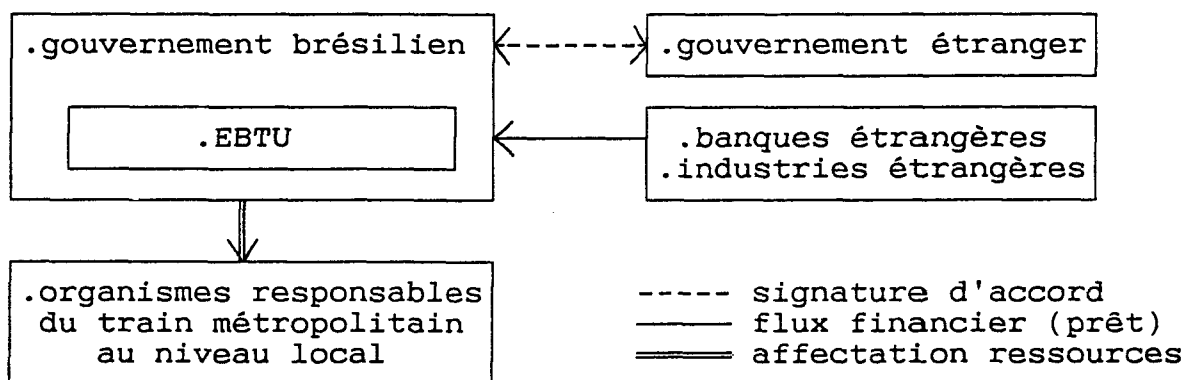 .gouvernement brésilien
.gouvernement étranger
.EBTU
.banques étrangères
.industries étrangères
.organismes responsables
du train métropolitain
au niveau local
signature d'accord
flux financier (prêt)
affectation ressources